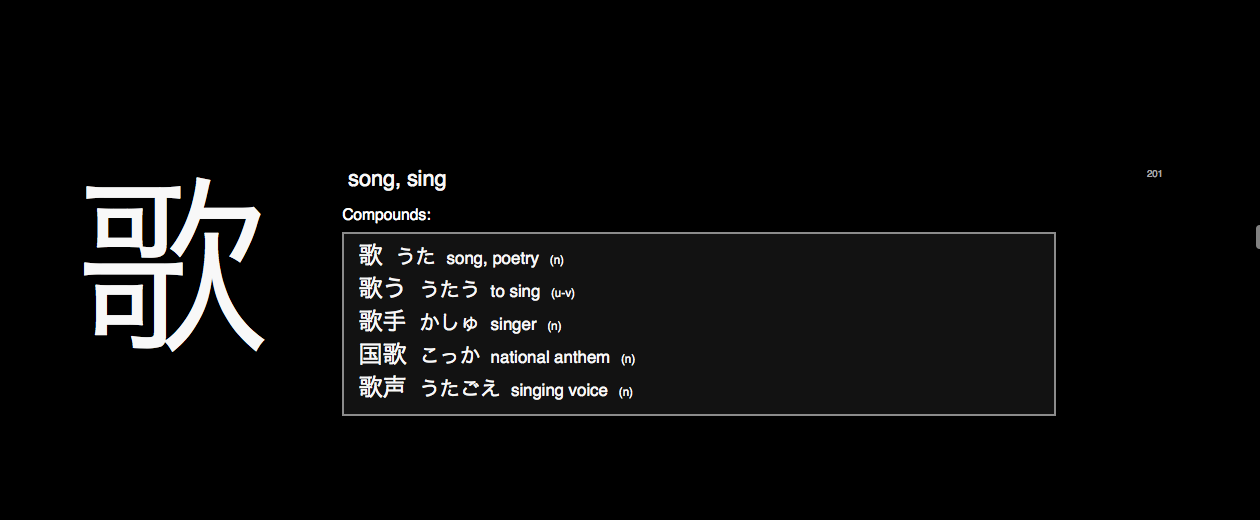 歌
song, sing
201
Compounds:
歌 うた song, poetry (n)
歌う うたう to sing (u-v)
歌手 かしゅ singer (n)
国歌 こっか national anthem (n)
歌声 うたごえ singing voice (n)